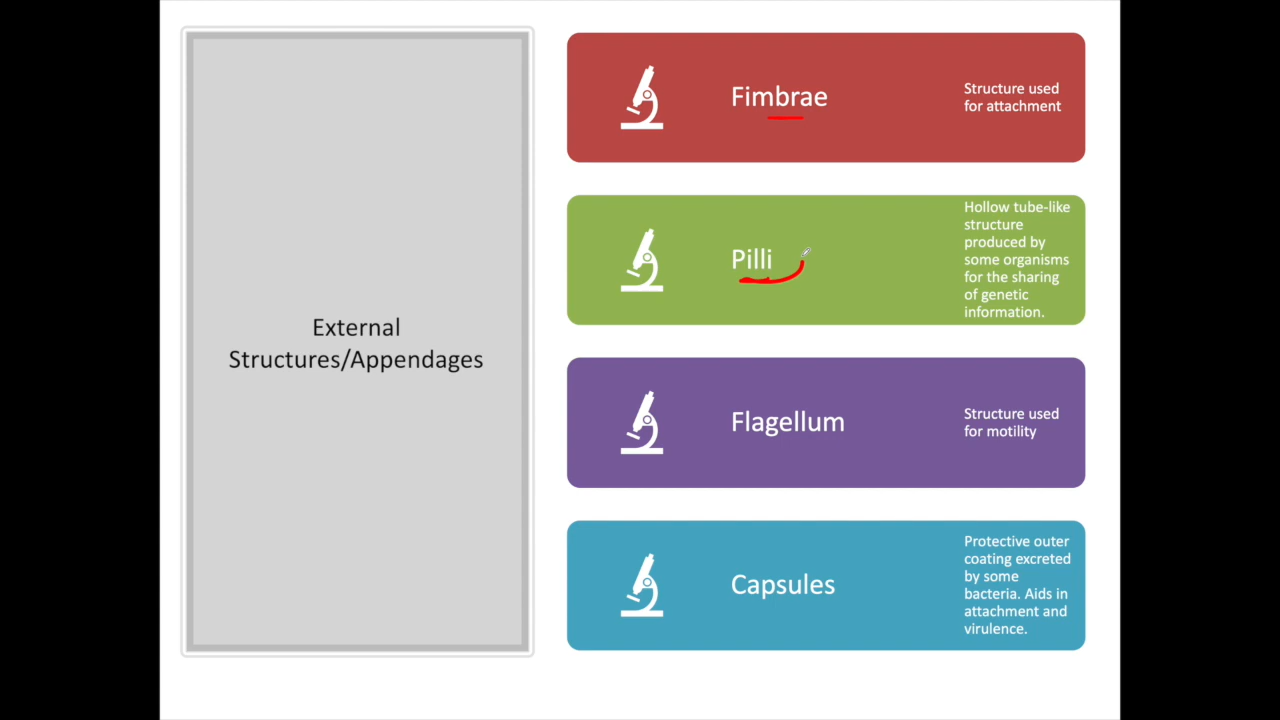 External
Structures/Appendages
Fimbrae
Structure used
for attachment
Pilli
Hollow tube-like
structure
produced by
some organisms
for the sharing
of genetic
information.
Flagellum
Structure used
for motility
Capsules
Protective outer
coating excreted
by some
bacteria. Aids in
attachment and
virulence.